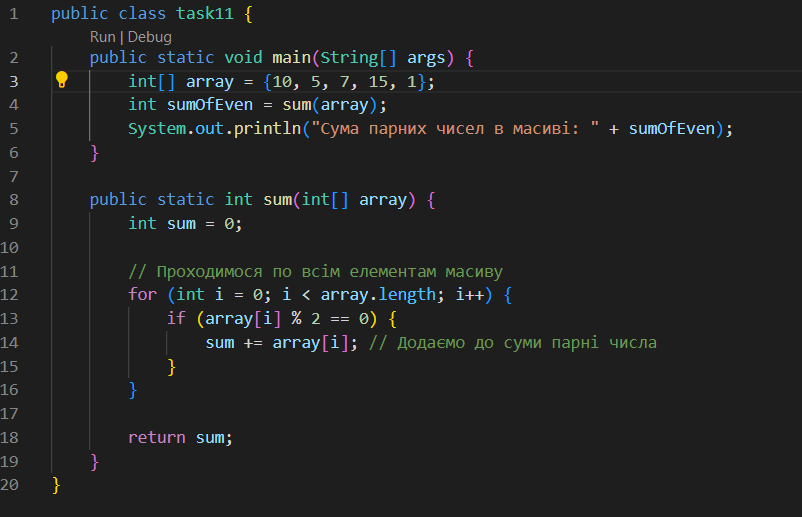 1 public class task11 {
Run | Debug
2 public static void main(String[] args) {
3 int[] array = {10, 5, 7, 15, 1};
4 int sumOfEven = sum(array);
5 System.out.println("Сума парних чисел в масиві: " + sumOfEven);
6 }
7
8 public static int sum(int[] array) {
9 int sum = 0;
10
11 // Проходимося по всім елементам масиву
12 for (int i = 0; i < array.length; i++) {
13 if (array[i] % 2 == 0) {
14 sum += array[i]; // Додаємо до суми парні числа
15 }
16 }
17
18 return sum;
19 }
20 }